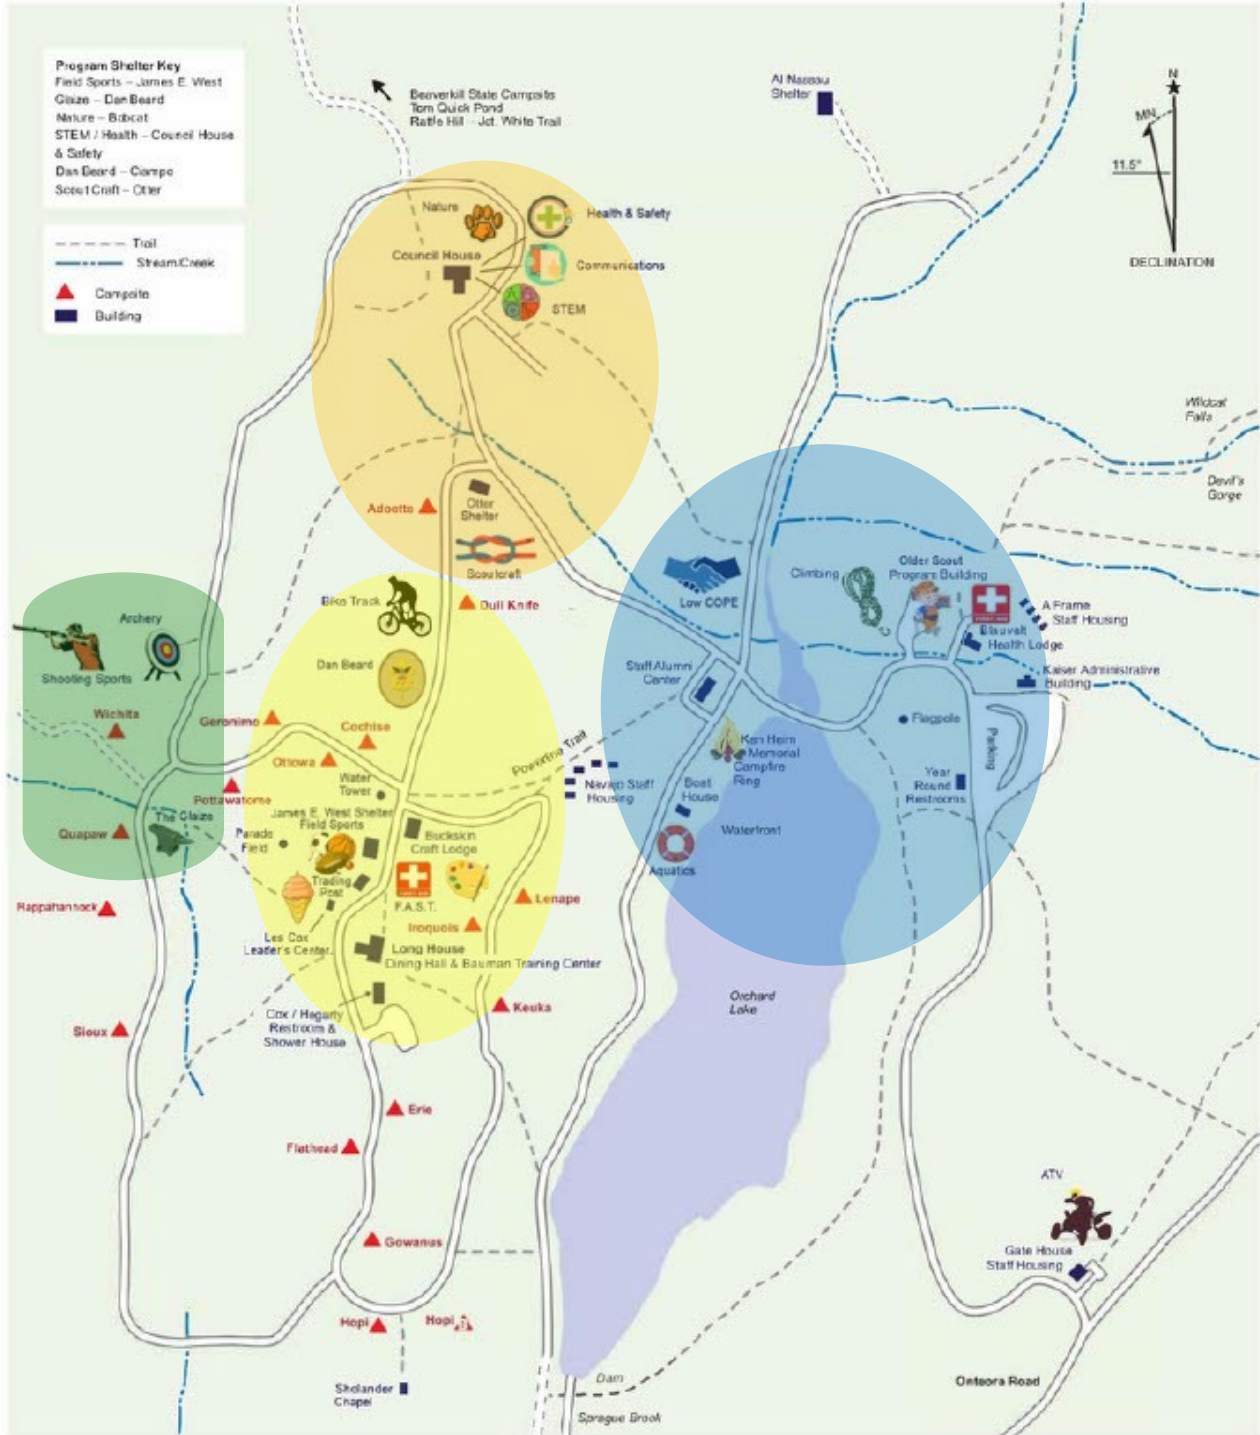 Program Shelter Key
Field Sports – James E. West
Glaize – Dan Beard
Nature – Bobcat
STEM / Health – Council House
& Safety
Dan Beard – Campo
Scout Craft – Otter
Trail
Stream/Creek
Campsite
Building
Beaverkill State Campsite
Tom Quick Pond
Rattle Hill – Jct. White Trail
Al Nassau
Shelter
N
MN
11.5°
DECLINATION
Nature
Health & Safety
Council House
Communications
STEM
Wildcat
Falls
Devil's
Gorge
Adootto
Otter
Shelter
Scoutcraft
Bike Track
Dull Knife
Low COPE
Climbing
Older Scout
Program Building
FIRST AID
A Frame
Staff Housing
Blauvelt
Health Lodge
Kaiser Administrative
Building
Archery
Shooting Sports
Dan Beard
Staff Alumni
Center
Wichita
Geronimo
Cochise
Ottowa
Flagpole
Parking
Powerline Trail
Ken Heim
Memorial
Campfire
Ring
Water
Tower
Navajo Staff
Housing
Boat
House
Year
Round
Restrooms
Pottawatome
James E. West Shelter
Field Sports
The Glaize
Quapaw
Parade
Field
Buckskin
Craft Lodge
Waterfront
Aquatics
Trading
Post
FIRST AID
F.A.S.T.
Lenape
Rappahannock
Iroquois
Les Cox
Leader's Center
Long House
Dining Hall & Bauman Training Center
Orchard
Lake
Keuka
Cox / Hegarty
Restroom &
Shower House
Sioux
Erie
Flathead
ATV
Gowanus
Gate House
Staff Housing
Hopi
Hopi
Sholander
Chapel
Dam
Onteora Road
Sprague Brook